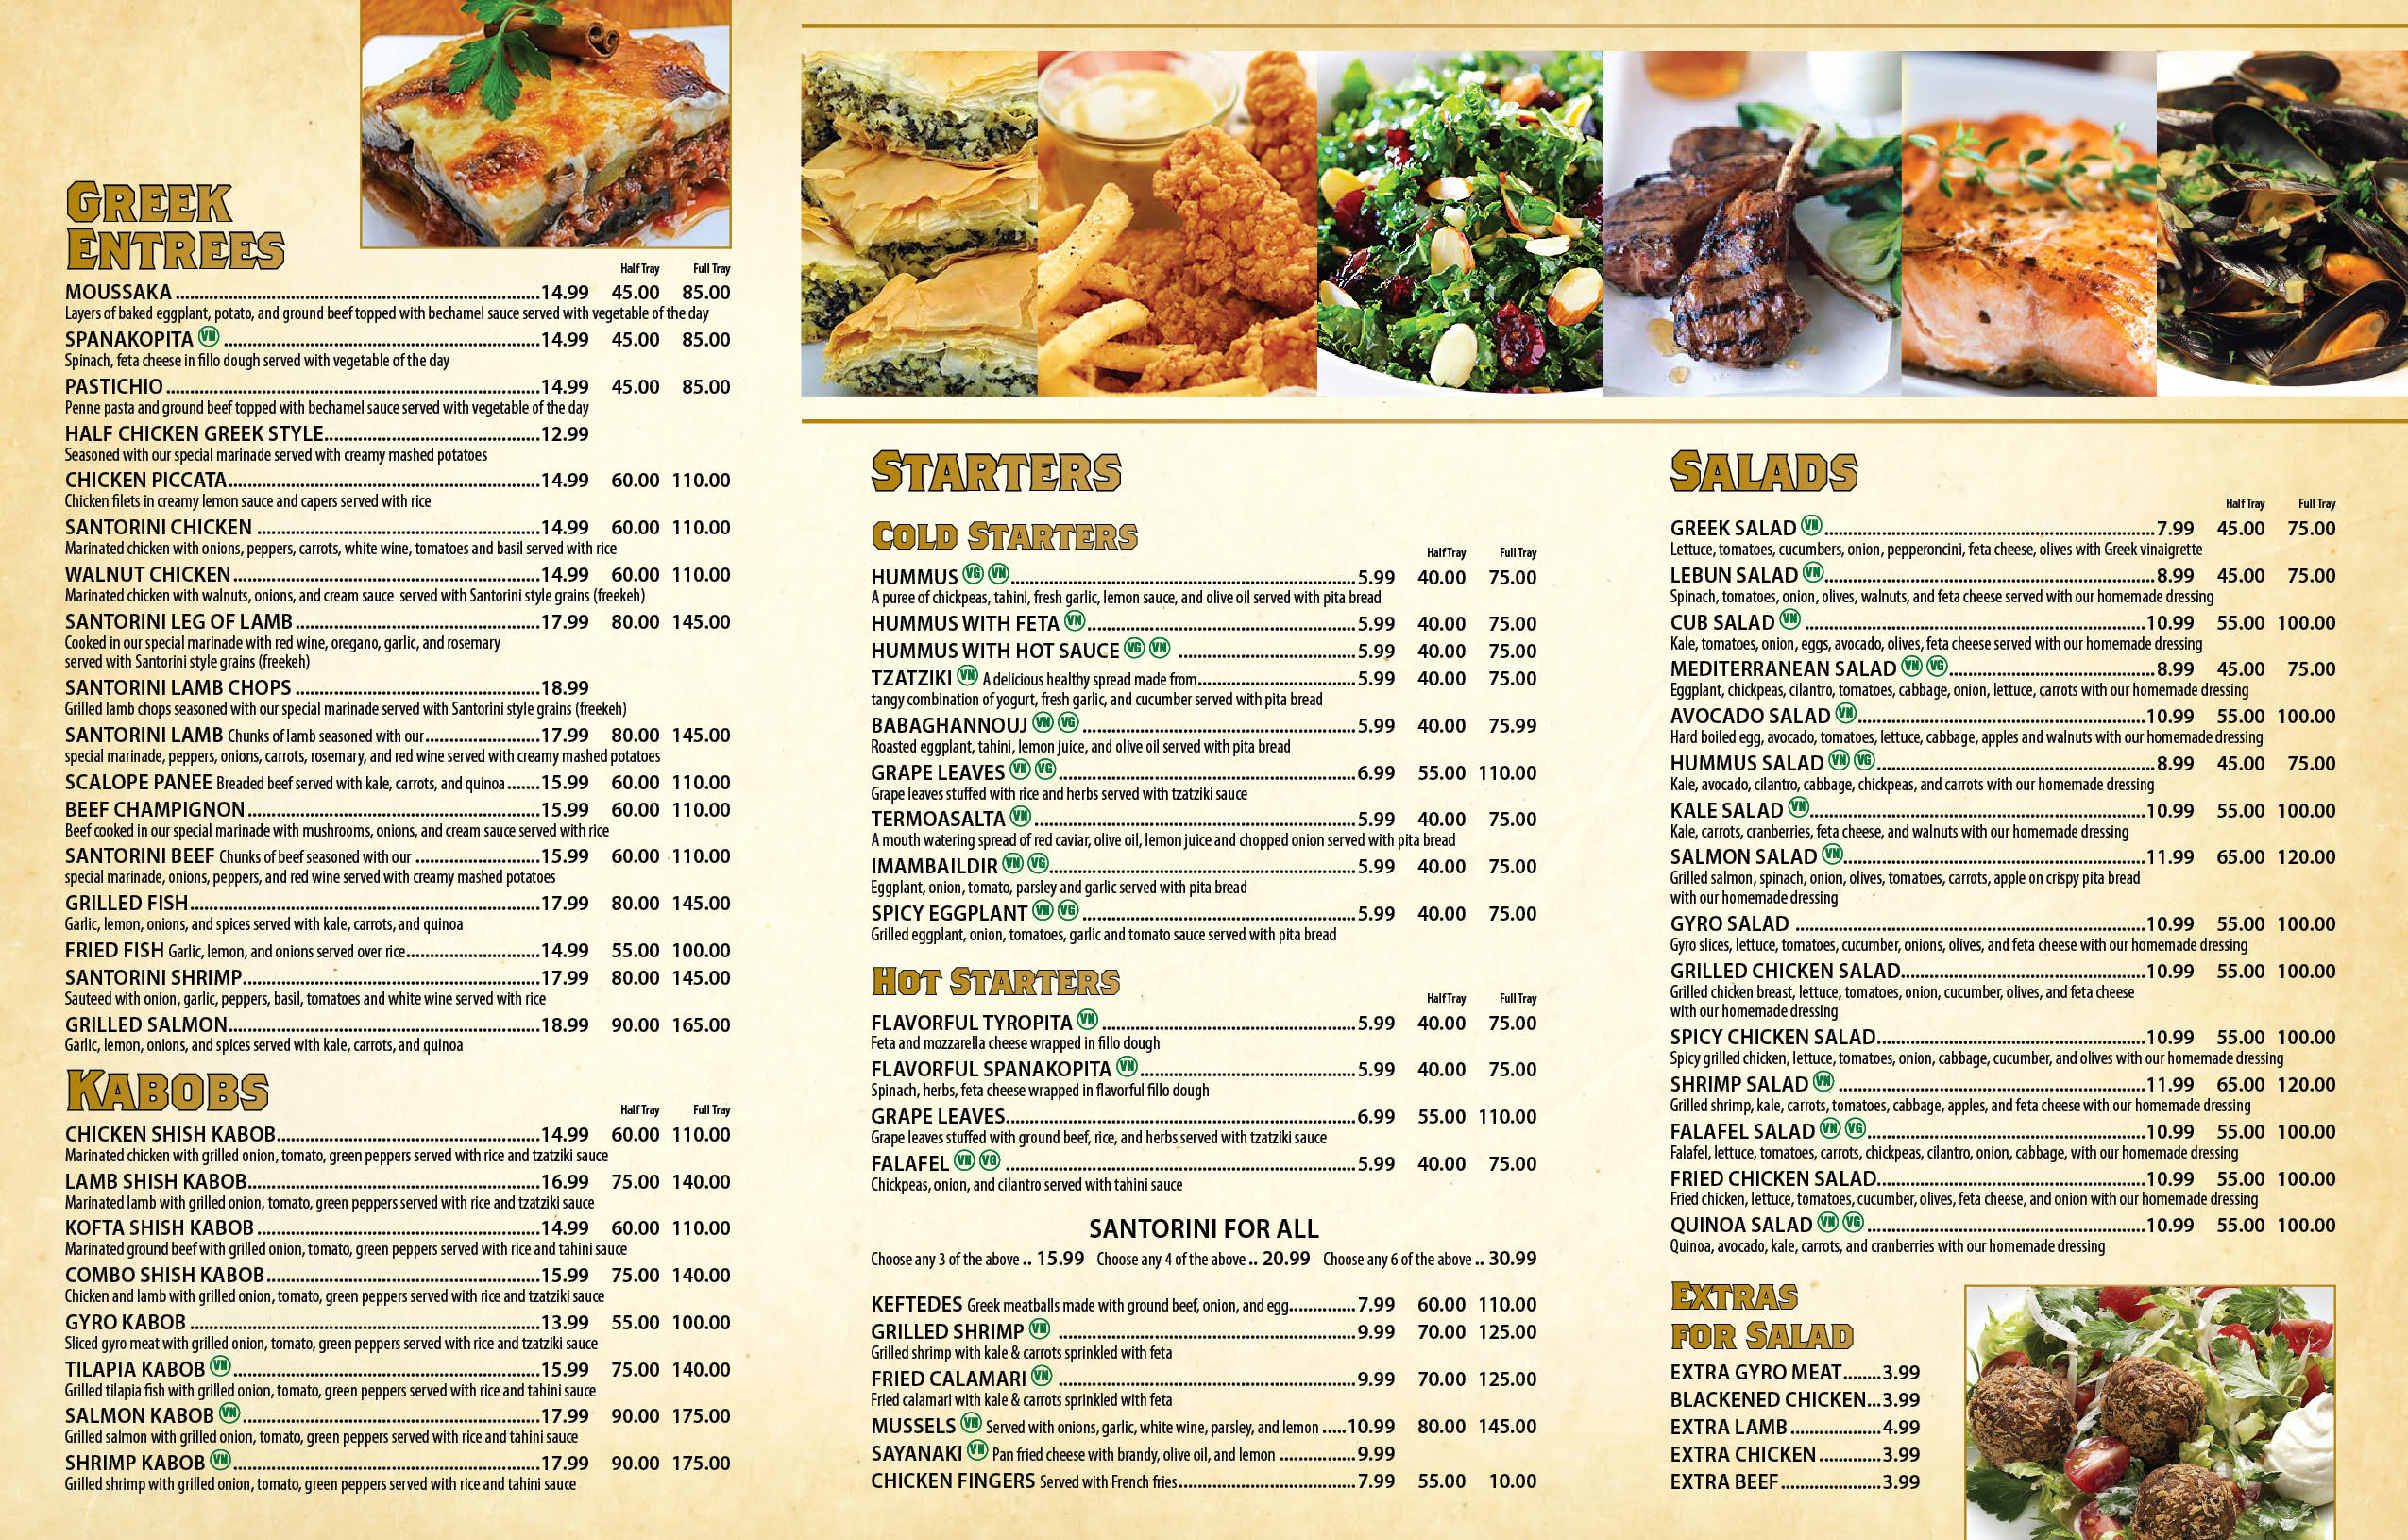 GREEK
ENTREES
Half Tray Full Tray
MOUSSAKA 14.99 45.00 85.00
Layers of baked eggplant, potato, and ground beef topped with bechamel sauce served with vegetable of the day
SPANAKOPITA VN 14.99 45.00 85.00
Spinach, feta cheese in fillo dough served with vegetable of the day
PASTICHIO 14.99 45.00 85.00
Penne pasta and ground beef topped with bechamel sauce served with vegetable of the day
HALF CHICKEN GREEK STYLE 12.99
Seasoned with our special marinade served with creamy mashed potatoes
CHICKEN PICCATA 14.99 60.00 110.00
Chicken filets in creamy lemon sauce and capers served with rice
SANTORINI CHICKEN 14.99 60.00 110.00
Marinated chicken with onions, peppers, carrots, white wine, tomatoes and basil served with rice
WALNUT CHICKEN 14.99 60.00 110.00
Marinated chicken with walnuts, onions, and cream sauce served with Santorini style grains (freekeh)
SANTORINI LEG OF LAMB 17.99 80.00 145.00
Cooked in our special marinade with red wine, oregano, garlic, and rosemary
served with Santorini style grains (freekeh)
SANTORINI LAMB CHOPS 18.99
Grilled lamb chops seasoned with our special marinade served with Santorini style grains (freekeh)
SANTORINI LAMB Chunks of lamb seasoned with our 17.99 80.00 145.00
special marinade, peppers, onions, carrots, rosemary, and red wine served with creamy mashed potatoes
SCALOPE PANEE Breaded beef served with kale, carrots, and quinoa 15.99 60.00 110.00
BEEF CHAMPIGNON 15.99 60.00 110.00
Beef cooked in our special marinade with mushrooms, onions, and cream sauce served with rice
SANTORINI BEEF Chunks of beef seasoned with our 15.99 60.00 110.00
special marinade, onions, peppers, and red wine served with creamy mashed potatoes
GRILLED FISH 17.99 80.00 145.00
Garlic, lemon, onions, and spices served with kale, carrots, and quinoa
FRIED FISH Garlic, lemon, and onions served over rice 14.99 55.00 100.00
SANTORINI SHRIMP 17.99 80.00 145.00
Sauteed with onion, garlic, peppers, basil, tomatoes and white wine served with rice
GRILLED SALMON 18.99 90.00 165.00
Garlic, lemon, onions, and spices served with kale, carrots, and quinoa
KABOBS
Half Tray Full Tray
CHICKEN SHISH KABOB 14.99 60.00 110.00
Marinated chicken with grilled onion, tomato, green peppers served with rice and tzatziki sauce
LAMB SHISH KABOB 16.99 75.00 140.00
Marinated lamb with grilled onion, tomato, green peppers served with rice and tzatziki sauce
KOFTA SHISH KABOB 14.99 60.00 110.00
Marinated ground beef with grilled onion, tomato, green peppers served with rice and tahini sauce
COMBO SHISH KABOB 15.99 75.00 140.00
Chicken and lamb with grilled onion, tomato, green peppers served with rice and tzatziki sauce
GYRO KABOB 13.99 55.00 100.00
Sliced gyro meat with grilled onion, tomato, green peppers served with rice and tzatziki sauce
TILAPIA KABOB VN 15.99 75.00 140.00
Grilled tilapia fish with grilled onion, tomato, green peppers served with rice and tahini sauce
SALMON KABOB VN 17.99 90.00 175.00
Grilled salmon with grilled onion, tomato, green peppers served with rice and tahini sauce
SHRIMP KABOB VN 17.99 90.00 175.00
Grilled shrimp with grilled onion, tomato, green peppers served with rice and tahini sauce
STARTERS
COLD STARTERS
Half Tray Full Tray
HUMMUS VG VN 5.99 40.00 75.00
A puree of chickpeas, tahini, fresh garlic, lemon sauce, and olive oil served with pita bread
HUMMUS WITH FETA VN 5.99 40.00 75.00
HUMMUS WITH HOT SAUCE VG VN 5.99 40.00 75.00
TZATZIKI VN A delicious healthy spread made from 5.99 40.00 75.00
tangy combination of yogurt, fresh garlic, and cucumber served with pita bread
BABAGHANNOUJ VN VG 5.99 40.00 75.99
Roasted eggplant, tahini, lemon juice, and olive oil served with pita bread
GRAPE LEAVES VN VG 6.99 55.00 110.00
Grape leaves stuffed with rice and herbs served with tzatziki sauce
TERMOASALTA VN 5.99 40.00 75.00
A mouth watering spread of red caviar, olive oil, lemon juice and chopped onion served with pita bread
IMAMBAILDIR VN VG 5.99 40.00 75.00
Eggplant, onion, tomato, parsley and garlic served with pita bread
SPICY EGGPLANT VN VG 5.99 40.00 75.00
Grilled eggplant, onion, tomatoes, garlic and tomato sauce served with pita bread
HOT STARTERS
Half Tray Full Tray
FLAVORFUL TYROPITA VN 5.99 40.00 75.00
Feta and mozzarella cheese wrapped in fillo dough
FLAVORFUL SPANAKOPITA VN 5.99 40.00 75.00
Spinach, herbs, feta cheese wrapped in flavorful fillo dough
GRAPE LEAVES 6.99 55.00 110.00
Grape leaves stuffed with ground beef, rice, and herbs served with tzatziki sauce
FALAFEL VN VG 5.99 40.00 75.00
Chickpeas, onion, and cilantro served with tahini sauce
SANTORINI FOR ALL
Choose any 3 of the above .. 15.99 Choose any 4 of the above .. 20.99 Choose any 6 of the above .. 30.99
KEFTEDES Greek meatballs made with ground beef, onion, and egg 7.99 60.00 110.00
GRILLED SHRIMP VN 9.99 70.00 125.00
Grilled shrimp with kale & carrots sprinkled with feta
FRIED CALAMARI VN 9.99 70.00 125.00
Fried calamari with kale & carrots sprinkled with feta
MUSSELS VN Served with onions, garlic, white wine, parsley, and lemon 10.99 80.00 145.00
SAYANAKI VN Pan fried cheese with brandy, olive oil, and lemon 9.99
CHICKEN FINGERS Served with French fries 7.99 55.00 10.00
SALADS
Half Tray Full Tray
GREEK SALAD VN 7.99 45.00 75.00
Lettuce, tomatoes, cucumbers, onion, pepperoncini, feta cheese, olives with Greek vinaigrette
LEBUN SALAD VN 8.99 45.00 75.00
Spinach, tomatoes, onion, olives, walnuts, and feta cheese served with our homemade dressing
CUB SALAD VN 10.99 55.00 100.00
Kale, tomatoes, onion, eggs, avocado, olives, feta cheese served with our homemade dressing
MEDITERRANEAN SALAD VN VG 8.99 45.00 75.00
Eggplant, chickpeas, cilantro, tomatoes, cabbage, onion, lettuce, carrots with our homemade dressing
AVOCADO SALAD VN 10.99 55.00 100.00
Hard boiled egg, avocado, tomatoes, lettuce, cabbage, apples and walnuts with our homemade dressing
HUMMUS SALAD VN VG 8.99 45.00 75.00
Kale, avocado, cilantro, cabbage, chickpeas, and carrots with our homemade dressing
KALE SALAD VN 10.99 55.00 100.00
Kale, carrots, cranberries, feta cheese, and walnuts with our homemade dressing
SALMON SALAD VN 11.99 65.00 120.00
Grilled salmon, spinach, onion, olives, tomatoes, carrots, apple on crispy pita bread
with our homemade dressing
GYRO SALAD 10.99 55.00 100.00
Gyro slices, lettuce, tomatoes, cucumber, onions, olives, and feta cheese with our homemade dressing
GRILLED CHICKEN SALAD 10.99 55.00 100.00
Grilled chicken breast, lettuce, tomatoes, onion, cucumber, olives, and feta cheese
with our homemade dressing
SPICY CHICKEN SALAD 10.99 55.00 100.00
Spicy grilled chicken, lettuce, tomatoes, onion, cabbage, cucumber, and olives with our homemade dressing
SHRIMP SALAD VN 11.99 65.00 120.00
Grilled shrimp, kale, carrots, tomatoes, cabbage, apples, and feta cheese with our homemade dressing
FALAFEL SALAD VN VG 10.99 55.00 100.00
Falafel, lettuce, tomatoes, carrots, chickpeas, cilantro, onion, cabbage, with our homemade dressing
FRIED CHICKEN SALAD 10.99 55.00 100.00
Fried chicken, lettuce, tomatoes, cucumber, olives, feta cheese, and onion with our homemade dressing
QUINOA SALAD VN VG 10.99 55.00 100.00
Quinoa, avocado, kale, carrots, and cranberries with our homemade dressing
EXTRAS
FOR SALAD
EXTRA GYRO MEAT 3.99
BLACKENED CHICKEN 3.99
EXTRA LAMB 4.99
EXTRA CHICKEN 3.99
EXTRA BEEF 3.99